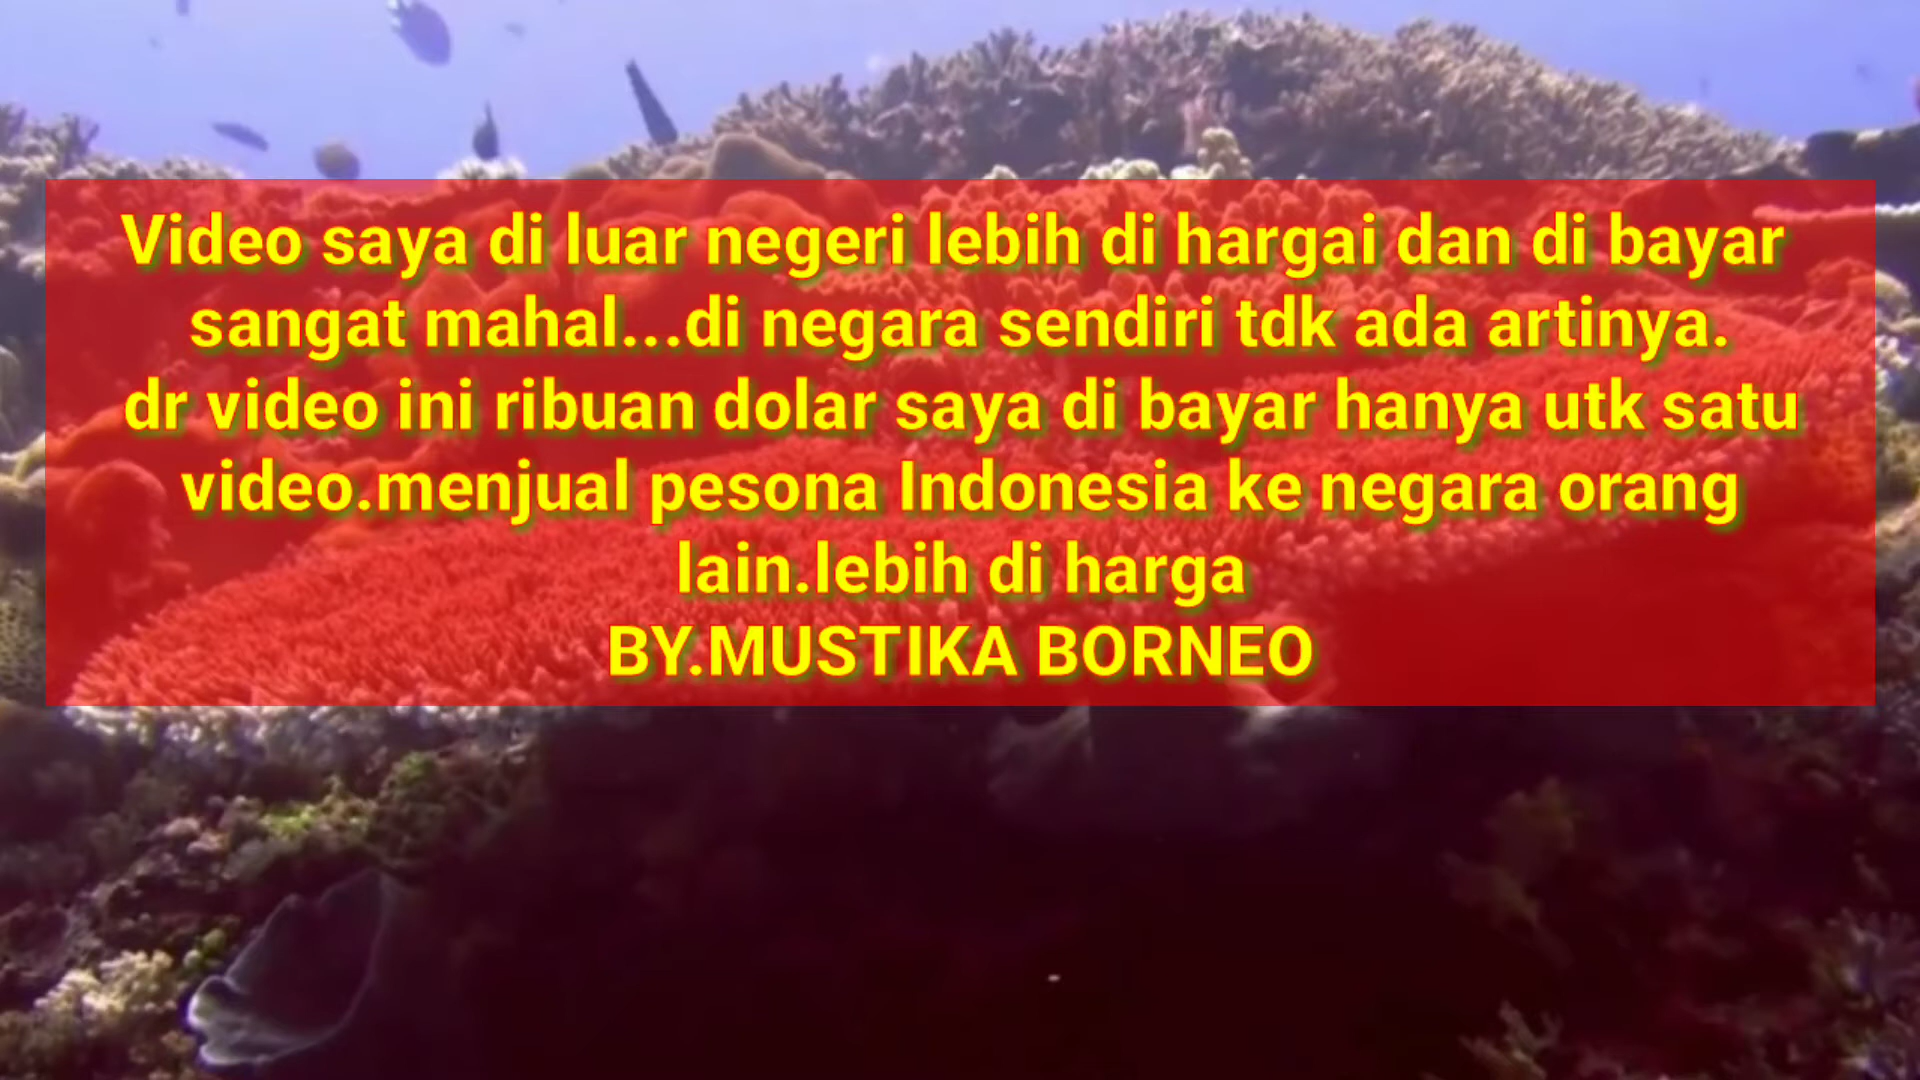 Video saya di luar negeri lebih di hargai dan di bayar
sangat mahal...di negara sendiri tdk ada artinya.
dr video ini ribuan dolar saya di bayar hanya utk satu
video.menjual pesona Indonesia ke negara orang
lain.lebih di harga
BY.MUSTIKA BORNEO